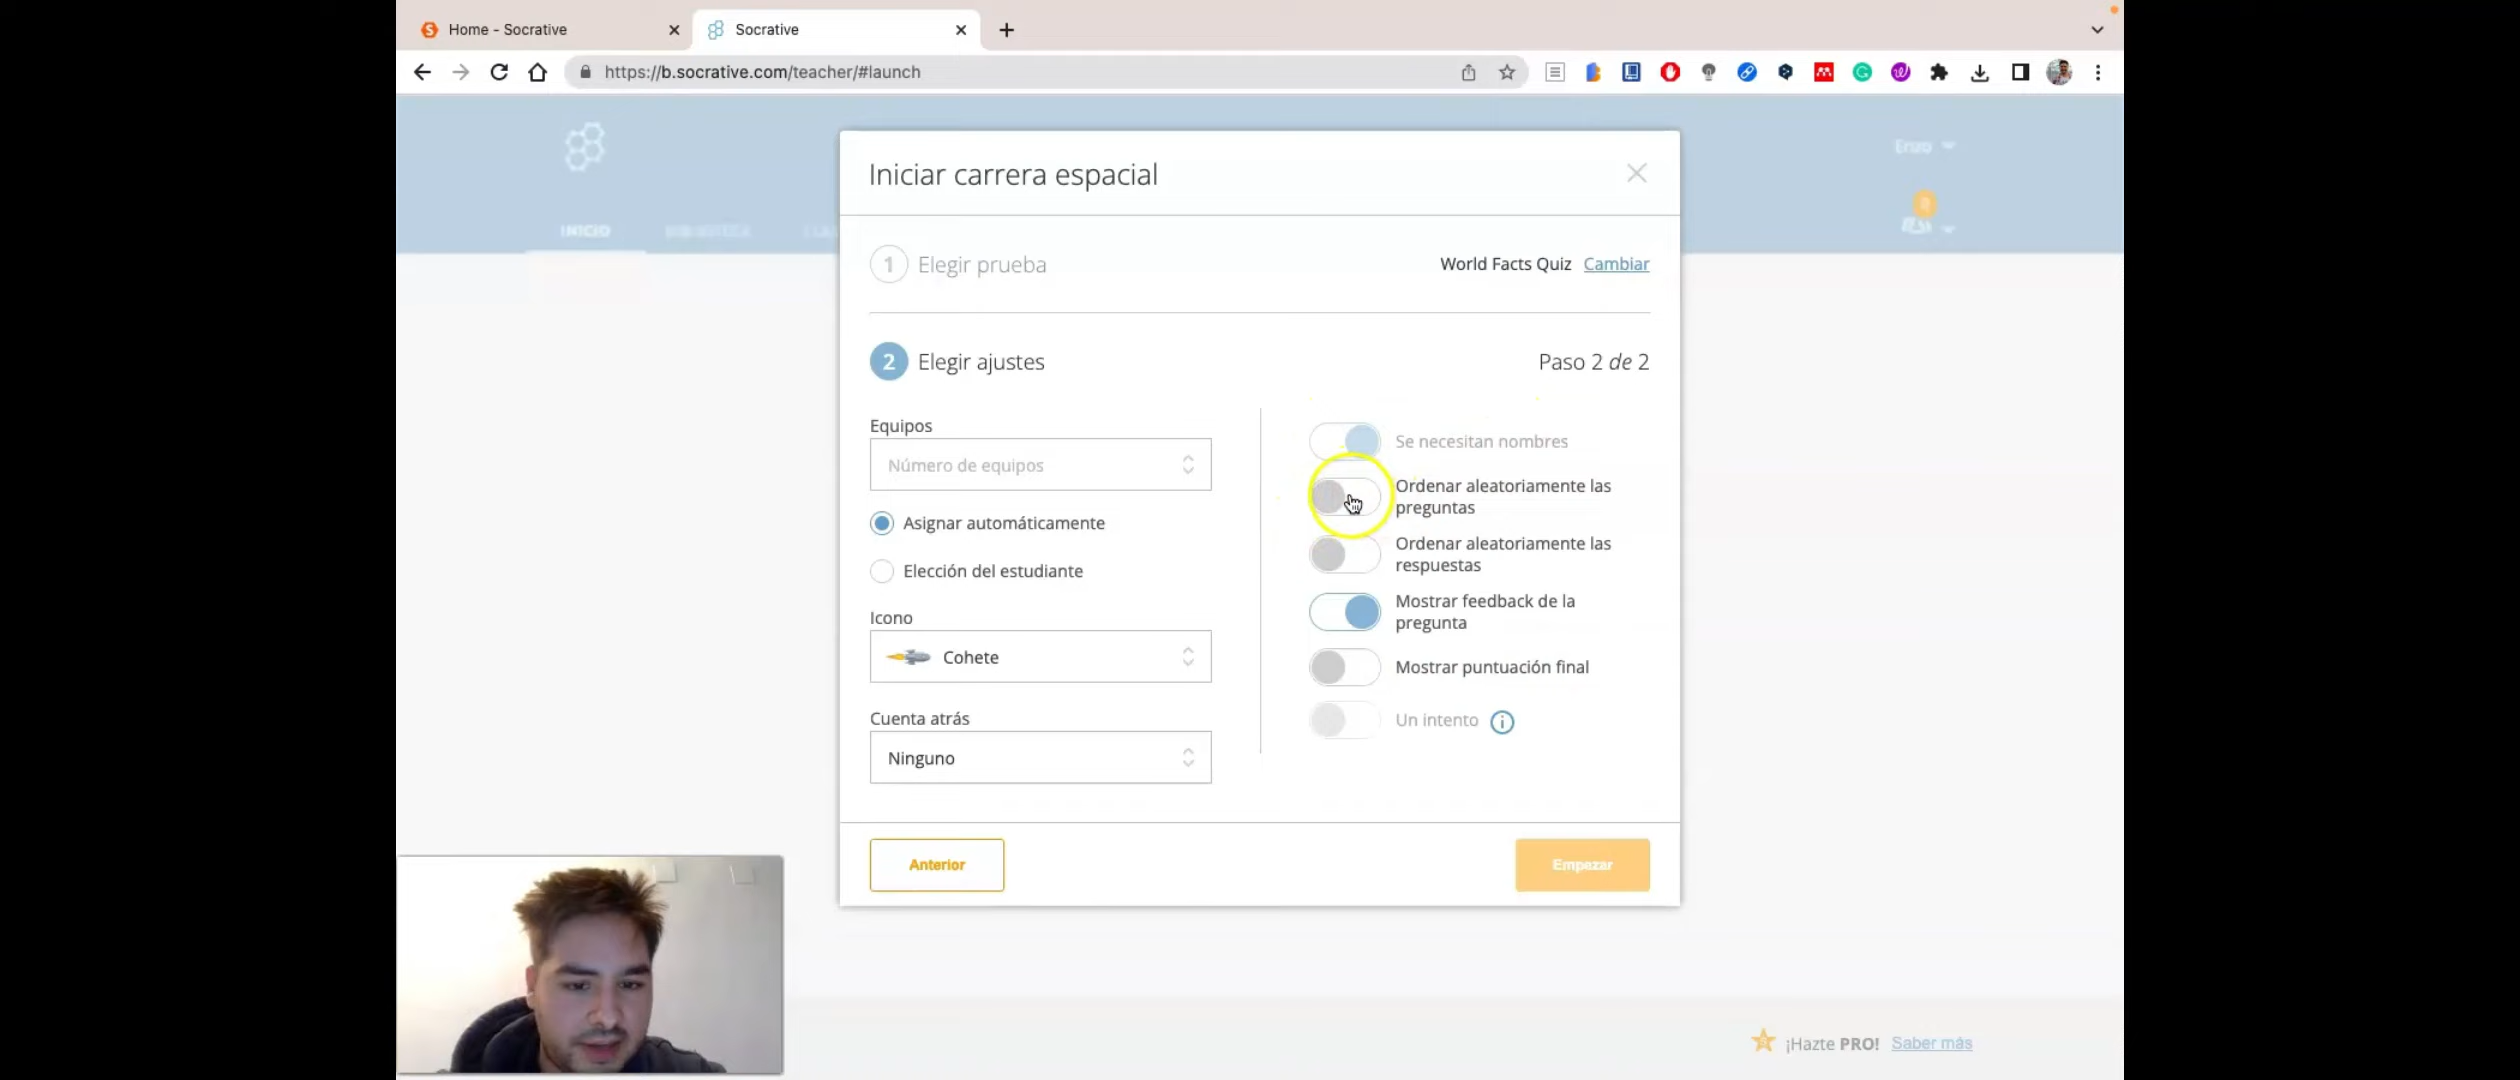 Home - Socrative
Socrative
https://b.socrative.com/teacher/#launch
Enzo
INICIO
BIBLIOTECA
Iniciar carrera espacial
1 Elegir prueba
World Facts Quiz Cambiar
2 Elegir ajustes
Paso 2 de 2
Equipos
Número de equipos
Asignar automáticamente
Elección del estudiante
Icono
Cohete
Cuenta atrás
Ninguno
Se necesitan nombres
Ordenar aleatoriamente las
preguntas
Ordenar aleatoriamente las
respuestas
Mostrar feedback de la
pregunta
Mostrar puntuación final
Un intento
Anterior
Empezar
¡Hazte PRO! Saber más